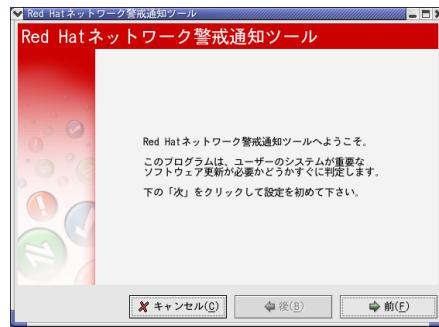 Red Hatネットワーク警戒通知ツール
Red Hatネットワーク警戒通知ツール
Red Hatネットワーク警戒通知ツールへようこそ。
このプログラムは、ユーザーのシステムが重要な
ソフトウェア更新が必要かどうかすぐに判定します。
下の「次」をクリックして設定を初めて下さい。
キャンセル(C) 後(B) 前(F)